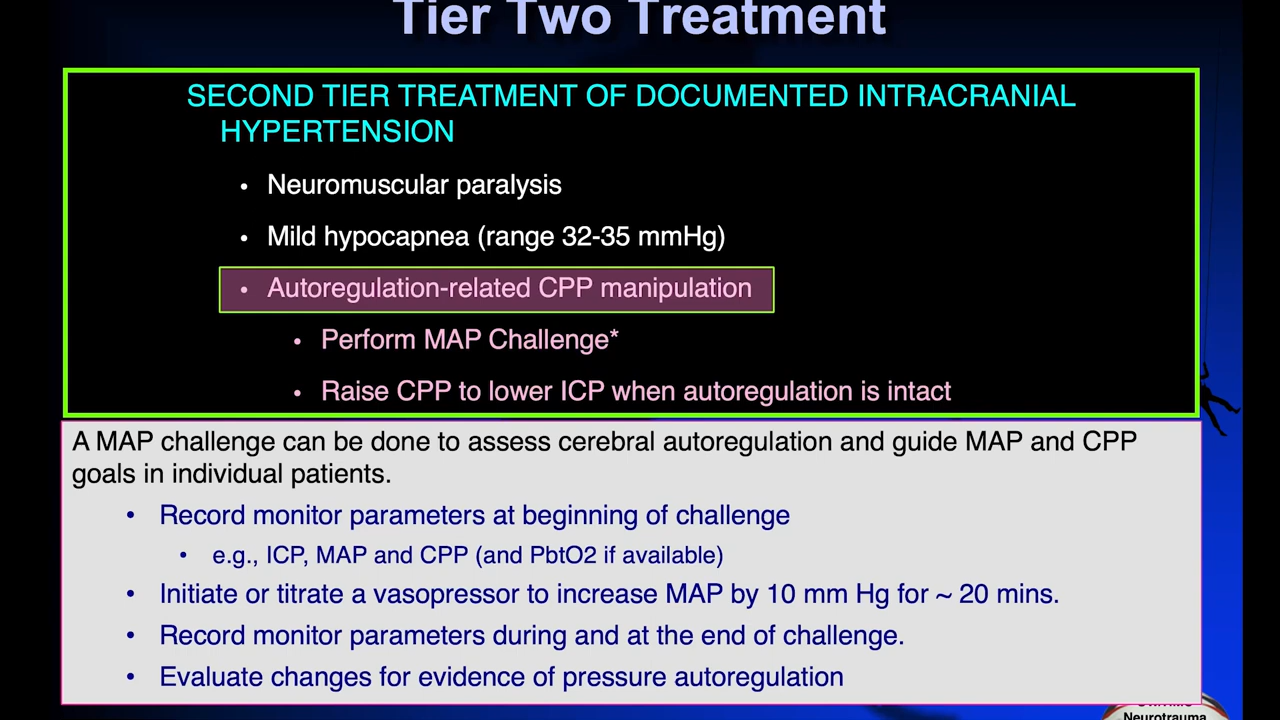 Tier Two Treatment
SECOND TIER TREATMENT OF DOCUMENTED INTRACRANIAL
HYPERTENSION
• Neuromuscular paralysis
• Mild hypocapnea (range 32-35 mmHg)
• Autoregulation-related CPP manipulation
• Perform MAP Challenge*
• Raise CPP to lower ICP when autoregulation is intact
A MAP challenge can be done to assess cerebral autoregulation and guide MAP and CPP
goals in individual patients.
• Record monitor parameters at beginning of challenge
• e.g., ICP, MAP and CPP (and PbtO2 if available)
• Initiate or titrate a vasopressor to increase MAP by 10 mm Hg for ~ 20 mins.
• Record monitor parameters during and at the end of challenge.
• Evaluate changes for evidence of pressure autoregulation
Neurotrauma